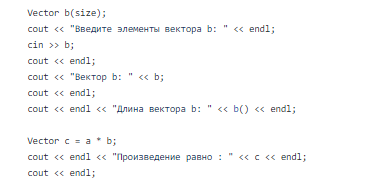 Vector b(size);
cout << "Введите элементы вектора b: " << endl;
cin >> b;
cout << endl;
cout << "Вектор b: " << b;
cout << endl;
cout << endl << "Длина вектора b: " << b() << endl;
Vector c = a * b;
cout << endl << "Произведение равно : " << c << endl;
cout << endl;